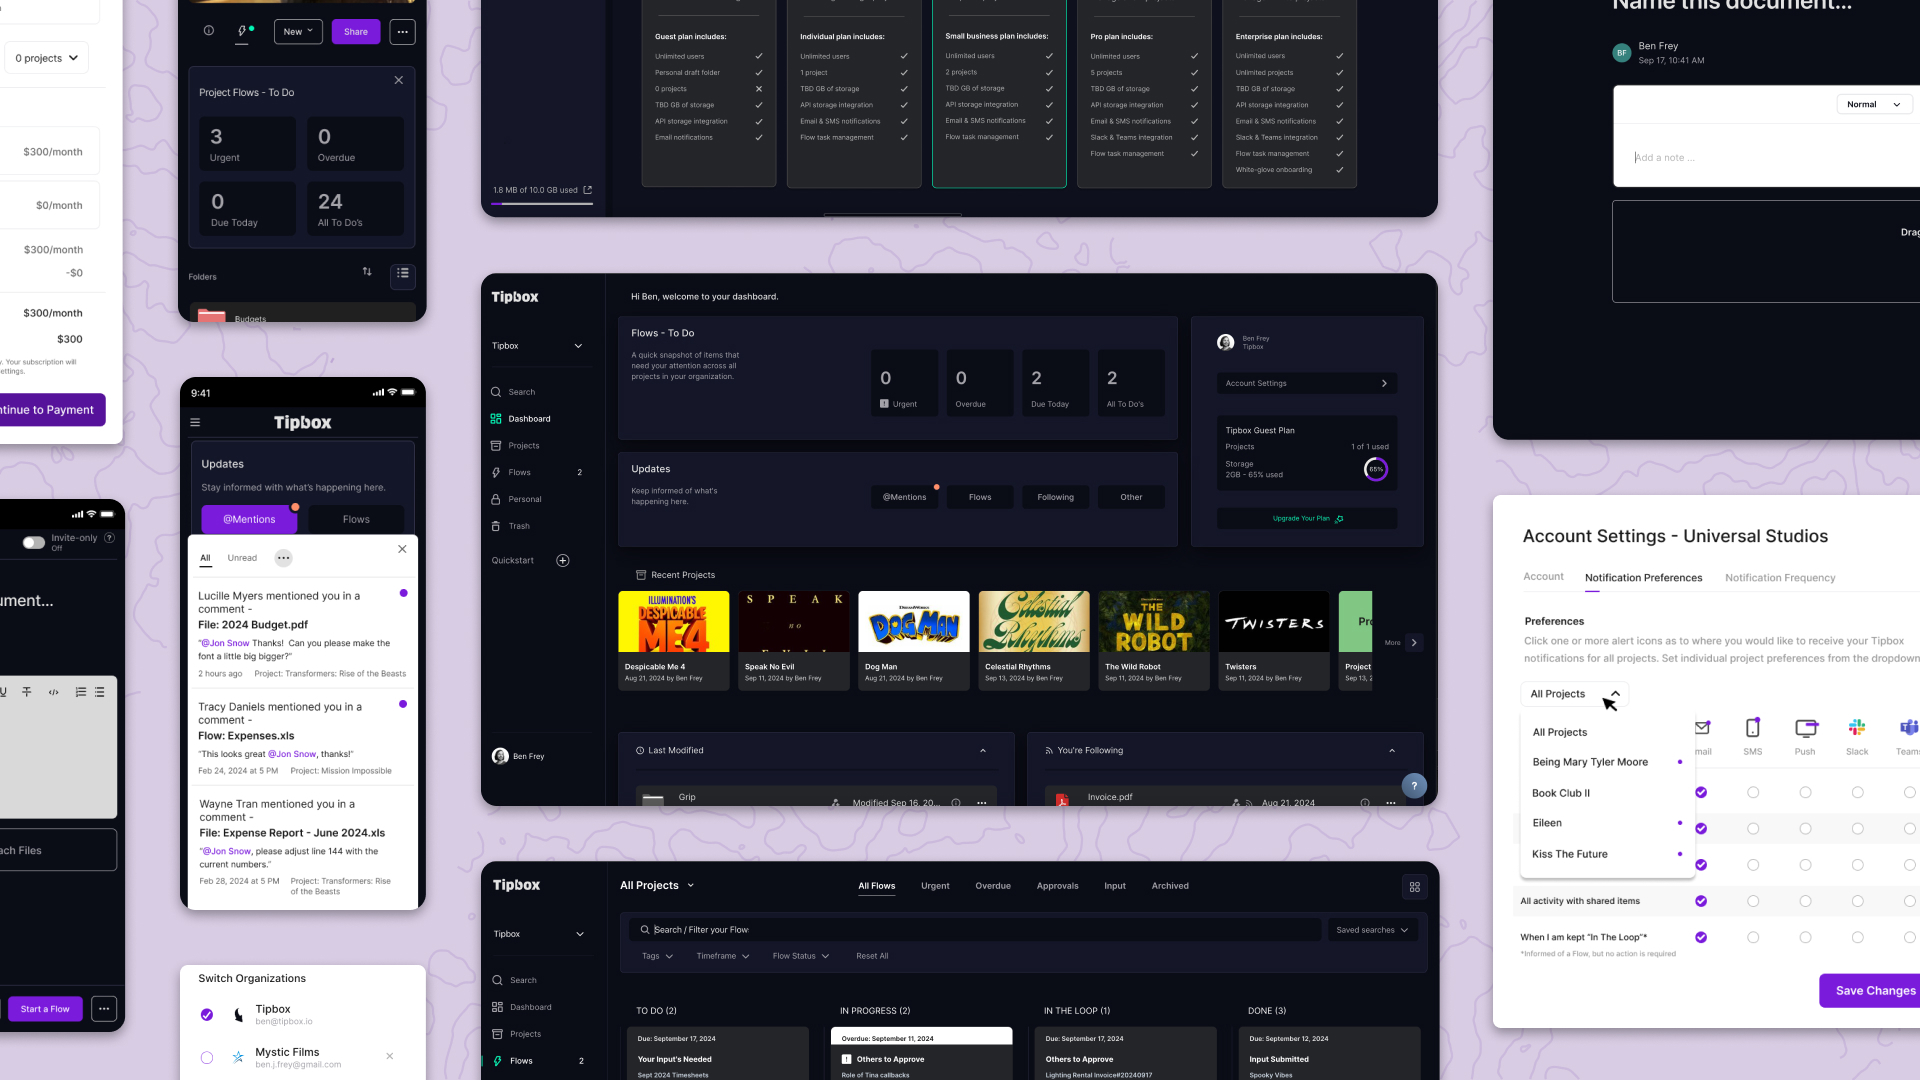 0 projects
$300/month
$0/month
$300/month
-$0
$300/month
$300
. Your subscription will
ettings.
tinue to Payment
Invite-only
Off
ument...
ach Files
Start a Flow
New
Share
Project Flows - To Do
3
Urgent
0
Overdue
0
Due Today
24
All To Do's
Folders
Budgets
9:41
Tipbox
Updates
Stay informed with what's happening here.
@Mentions
Flows
All
Unread
Lucille Myers mentioned you in a
comment -
File: 2024 Budget.pdf
"@Jon Snow Thanks! Can you please make the
font a little big bigger?"
2 hours ago
Project: Transformers: Rise of the Beasts
Tracy Daniels mentioned you in a
comment -
Flow: Expenses.xls
"This looks great @Jon Snow, thanks!"
Feb 24, 2024 at 5 PM
Project: Mission Impossible
Wayne Tran mentioned you in a
comment -
File: Expense Report - June 2024.xls
"@Jon Snow, please adjust line 144 with the
current numbers."
Feb 28, 2024 at 5 PM
Project: Transformers: Rise
of the Beasts
Switch Organizations
Tipbox
ben@tipbox.io
Mystic Films
ben.j.frey@gmail.com
1.8 MB of 10.0 GB used
Guest plan includes:
Unlimited users
Personal draft folder
0 projects
TBD GB of storage
API storage integration
Email notifications
Individual plan includes:
Unlimited users
1 project
TBD GB of storage
API storage integration
Email & SMS notifications
Flow task management
Small business plan includes:
Unlimited users
2 projects
TBD GB of storage
API storage integration
Email & SMS notifications
Flow task management
Pro plan includes:
Unlimited users
5 projects
TBD GB of storage
API storage integration
Email & SMS notifications
Slack & Teams integration
Flow task management
Enterprise plan includes:
Unlimited users
Unlimited projects
TBD GB of storage
API storage integration
Email & SMS notifications
Slack & Teams integration
Flow task management
White-glove onboarding
Tipbox
Tipbox
Search
Dashboard
Projects
Flows
2
Personal
Trash
Quickstart
Ben Frey
Hi Ben, welcome to your dashboard.
Flows - To Do
A quick snapshot of items that
need your attention across all
projects in your organization.
0
Urgent
0
Overdue
2
Due Today
2
All To Do's
Updates
Keep informed of what's
happening here.
@Mentions
Flows
Following
Other
Ben Frey
Tipbox
Account Settings
Tipbox Guest Plan
Projects
1 of 1 used
Storage
2GB - 65% used
65%
Upgrade Your Plan
Recent Projects
ILLUMINATION'S
DESPICABLE
ME4
Despicable Me 4
Aug 21, 2024 by Ben Frey
SPEAK
NO
EVIL
Speak No Evil
Sep 11, 2024 by Ben Frey
DREAMWORKS
DOG MAN
Dog Man
Aug 21, 2024 by Ben Frey
Celestial
Rhythms
Celestial Rhythms
Sep 13, 2024 by Ben Frey
THE
WILD
ROBOT
The Wild Robot
Sep 11, 2024 by Ben Frey
TWISTERS
Twisters
Sep 11, 2024 by Ben Frey
Pro
Project
Sep 13, 2
More
Last Modified
Grip
Modified Sep 16, 20...
You're Following
Invoice.pdf
Aug 21, 2024
?
Tipbox
Tipbox
Search
Dashboard
Projects
Flows
2
All Projects
All Flows
Urgent
Overdue
Approvals
Input
Archived
Search / Filter your Flow
Saved searches
Tags
Timeframe
Flow Status
Reset All
TO DO (2)
Due: September 17, 2024
Your Input's Needed
Sept 2024 Timesheets
IN PROGRESS (2)
Overdue: September 11, 2024
Others to Approve
Role of Tina callbacks
IN THE LOOP (1)
Due: September 17, 2024
Others to Approve
Lighting Rental Invoice#20240917
DONE (3)
Due: September 12, 2024
Input Submitted
Spooky Vibes
Name this document...
BF
Ben Frey
Sep 17, 10:41 AM
Normal
Add a note ...
Drag
Account Settings - Universal Studios
Account
Notification Preferences
Notification Frequency
Preferences
Click one or more alert icons as to where you would like to receive your Tipbox
notifications for all projects. Set individual project preferences from the dropdown
All Projects
All Projects
Being Mary Tyler Moore
Book Club II
Eileen
Kiss The Future
mail
SMS
Push
Slack
Teams
All activity with shared items
When I am kept "In The Loop"*
*Informed of a Flow, but no action is required
Save Changes